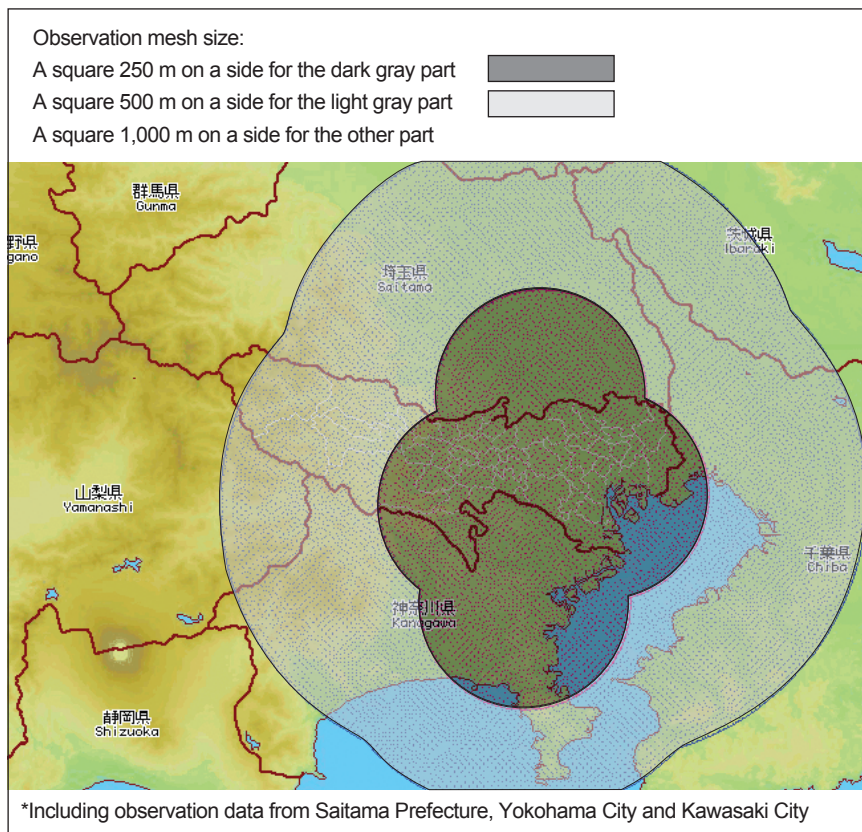 Observation mesh size:
A square 250 m on a side for the dark gray part
A square 500 m on a side for the light gray part
A square 1,000 m on a side for the other part
群馬県
Gunma
茨城県
Ibaraki
野県
gano
埼玉県
Saitama
山梨県
Yamanashi
千葉県
Chiba
神奈川県
Kanagawa
静岡県
Shizuoka
*Including observation data from Saitama Prefecture, Yokohama City and Kawasaki City